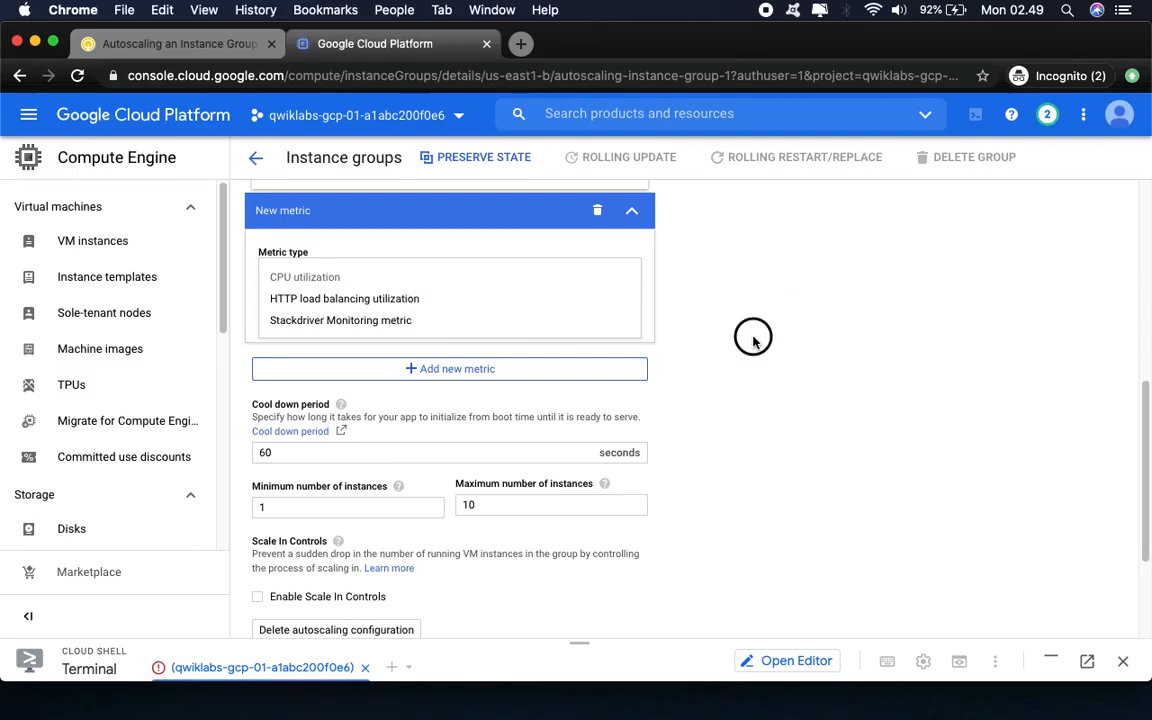 Chrome File Edit View History Bookmarks People Tab Window Help 92% Mon 02.49
Autoscaling an Instance Group
Google Cloud Platform
console.cloud.google.com/compute/instanceGroups/details/us-east1-b/autoscaling-instance-group-1?authuser=1&project=qwiklabs-gcp-... Incognito (2)
Google Cloud Platform qwiklabs-gcp-01-a1abc200f0e6 Search products and resources 2
Compute Engine
Instance groups PRESERVE STATE ROLLING UPDATE ROLLING RESTART/REPLACE DELETE GROUP
Virtual machines
VM instances
Instance templates
Sole-tenant nodes
Machine images
TPUs
Migrate for Compute Engi...
Committed use discounts
Storage
Disks
Marketplace
New metric
Metric type
CPU utilization
HTTP load balancing utilization
Stackdriver Monitoring metric
Add new metric
Cool down period
Specify how long it takes for your app to initialize from boot time until it is ready to serve.
Cool down period
60 seconds
Minimum number of instances
1
Maximum number of instances
10
Scale In Controls
Prevent a sudden drop in the number of running VM instances in the group by controlling
the process of scaling in. Learn more
Enable Scale In Controls
Delete autoscaling configuration
CLOUD SHELL
Terminal
(qwiklabs-gcp-01-a1abc200f0e6)
Open Editor